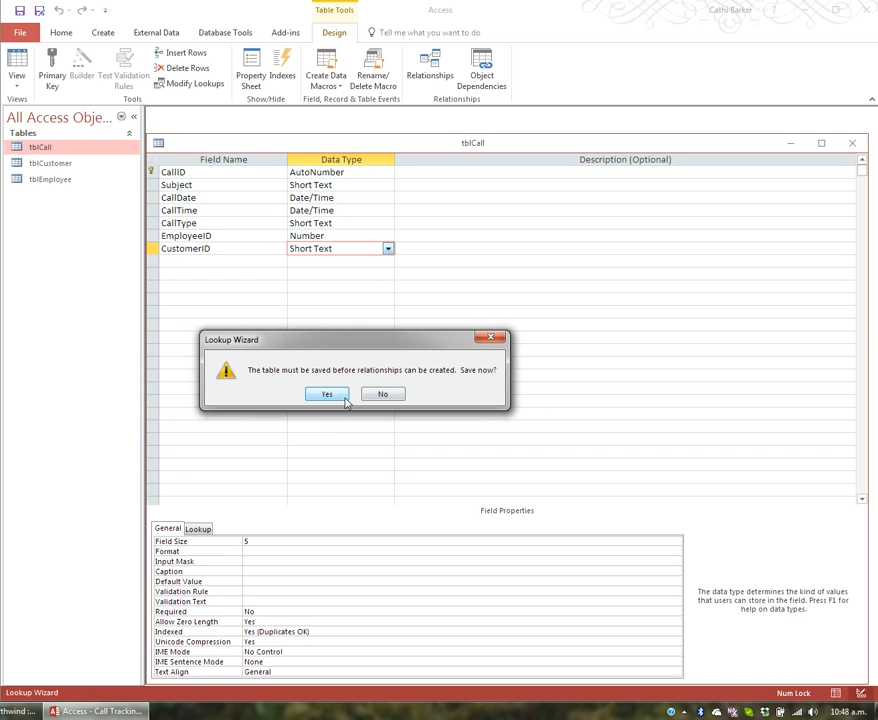 Table Tools
Access
Cathi Barker
File
Home
Create
External Data
Database Tools
Add-ins
Design
Tell me what you want to do
View
Primary Key
Builder
Test Validation Rules
Insert Rows
Delete Rows
Modify Lookups
Property Sheet
Indexes
Create Data Macros
Rename/ Delete Macro
Relationships
Object Dependencies
Views
Tools
Show/Hide
Field, Record & Table Events
Relationships
All Access Obje...
Tables
tblCall
tblCustomer
tblEmployee
tblCall
Field Name Data Type Description (Optional)
CallID AutoNumber
Subject Short Text
CallDate Date/Time
CallTime Date/Time
CallType Short Text
EmployeeID Number
CustomerID Short Text
Lookup Wizard
The table must be saved before relationships can be created. Save now?
Yes No
Field Properties
General Lookup
Field Size 5
Format
Input Mask
Caption
Default Value
Validation Rule
Validation Text
Required No
Allow Zero Length Yes
Indexed Yes (Duplicates OK)
Unicode Compression Yes
IME Mode No Control
IME Sentence Mode None
Text Align General
The data type determines the kind of values
that users can store in the field. Press F1 for
help on data types.
Lookup Wizard
Num Lock
thwind :...
Access - Call Trackin...
10:48 a.m.